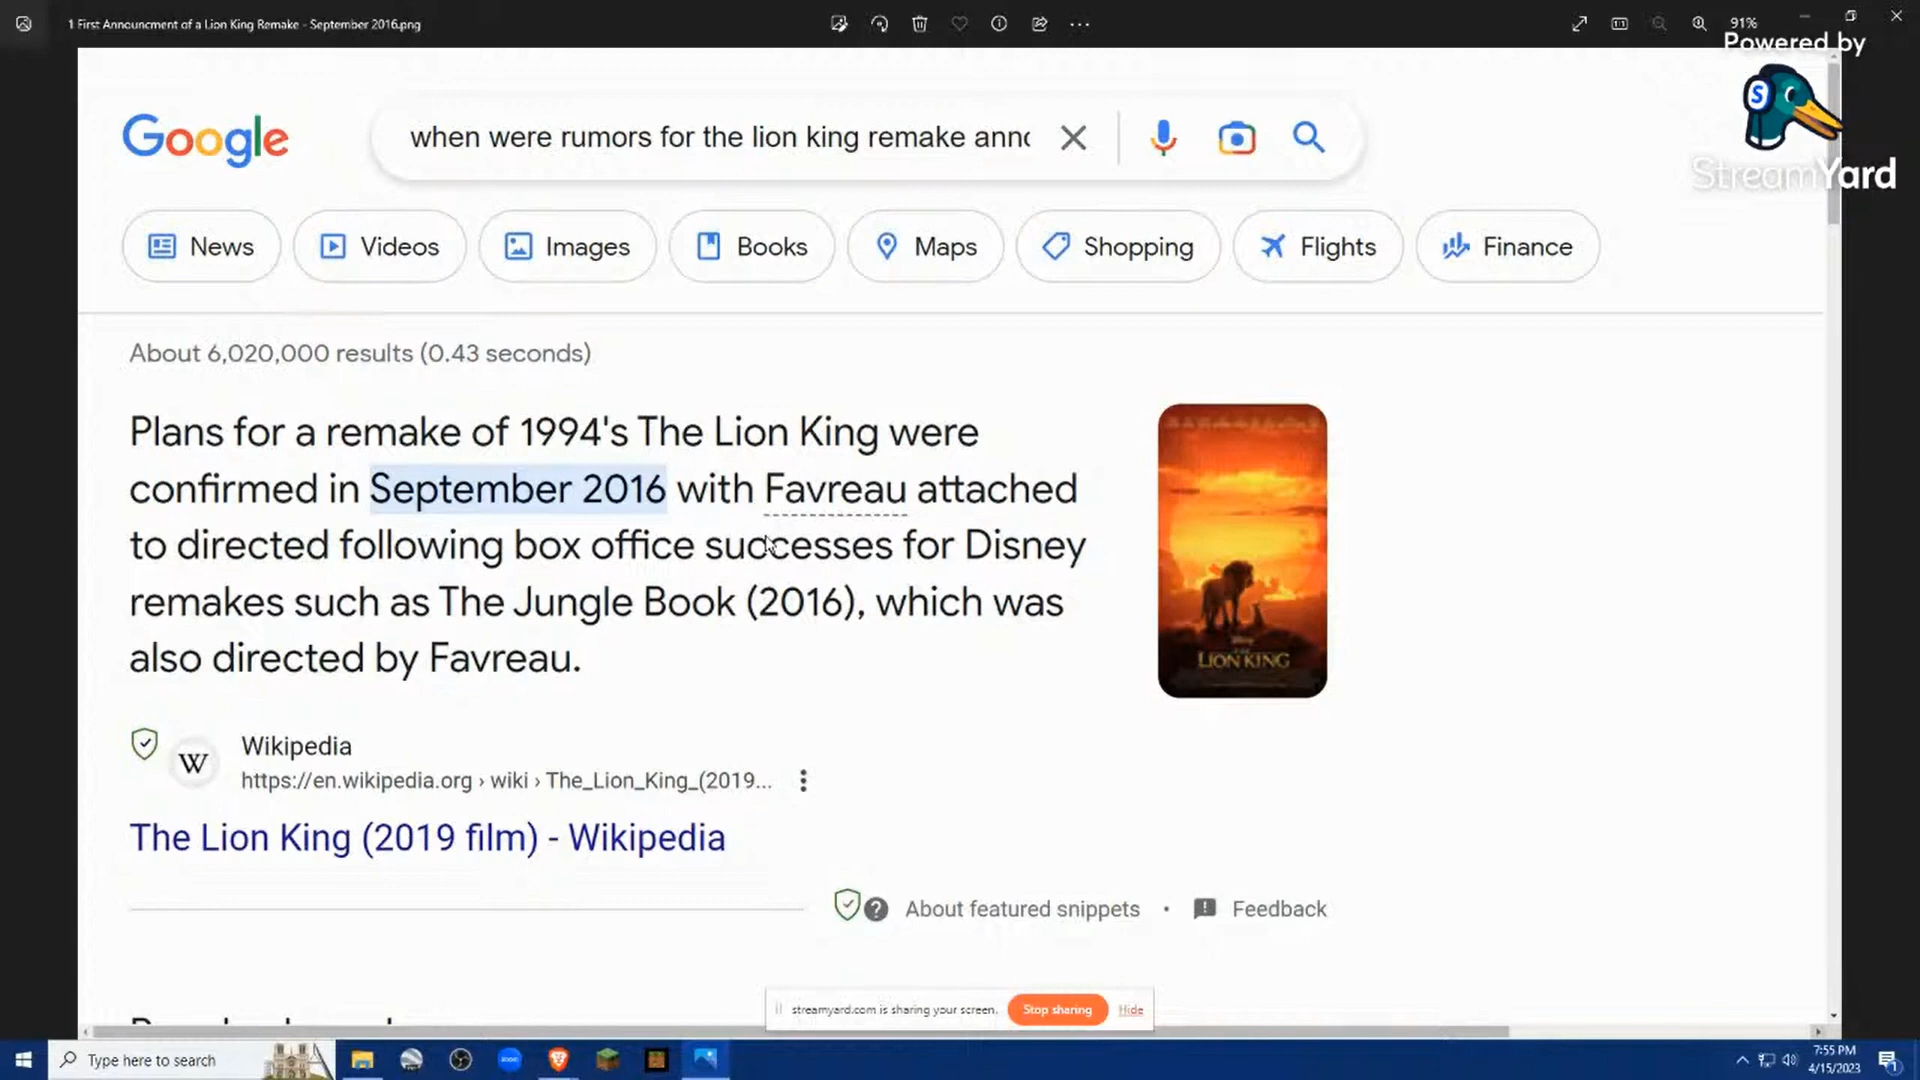 1 First Announcment of a Lion King Remake - September 2016.png
91%
Powered by
StreamYard
Google
when were rumors for the lion king remake anno
News
Videos
Images
Books
Maps
Shopping
Flights
Finance
About 6,020,000 results (0.43 seconds)
Plans for a remake of 1994's The Lion King were
confirmed in September 2016 with Favreau attached
to directed following box office successes for Disney
remakes such as The Jungle Book (2016), which was
also directed by Favreau.
LION KING
W
Wikipedia
https://en.wikipedia.org › wiki › The_Lion_King_(2019...
The Lion King (2019 film) - Wikipedia
About featured snippets
•
Feedback
streamyard.com is sharing your screen.
Stop sharing
Hide
Type here to search
zoom
7:55 PM
4/15/2023